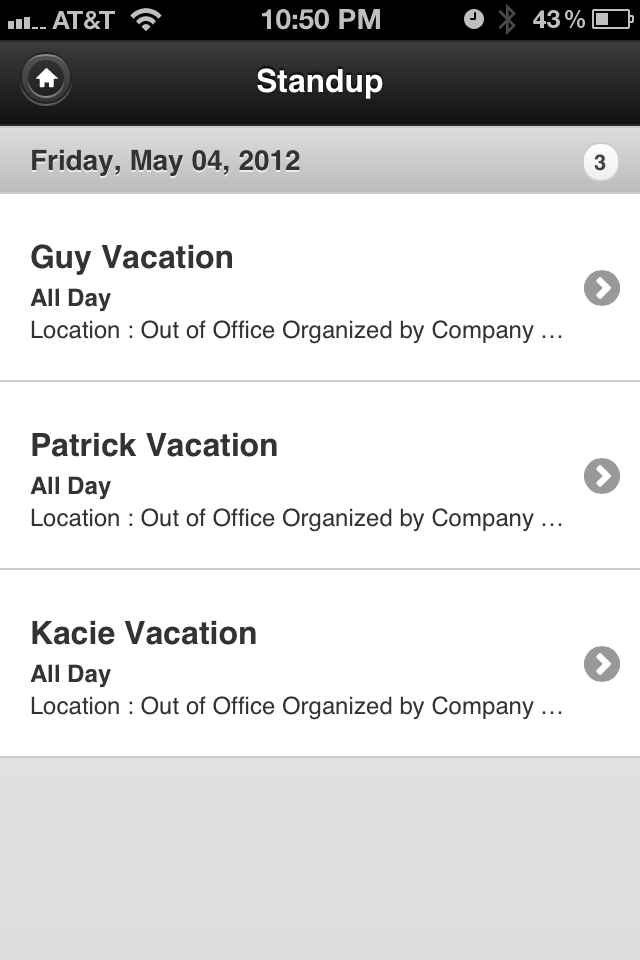 AT&T 10:50 PM 43%
Standup
Friday, May 04, 2012 3
Guy Vacation
All Day
Location : Out of Office Organized by Company ...
Patrick Vacation
All Day
Location : Out of Office Organized by Company ...
Kacie Vacation
All Day
Location : Out of Office Organized by Company ...